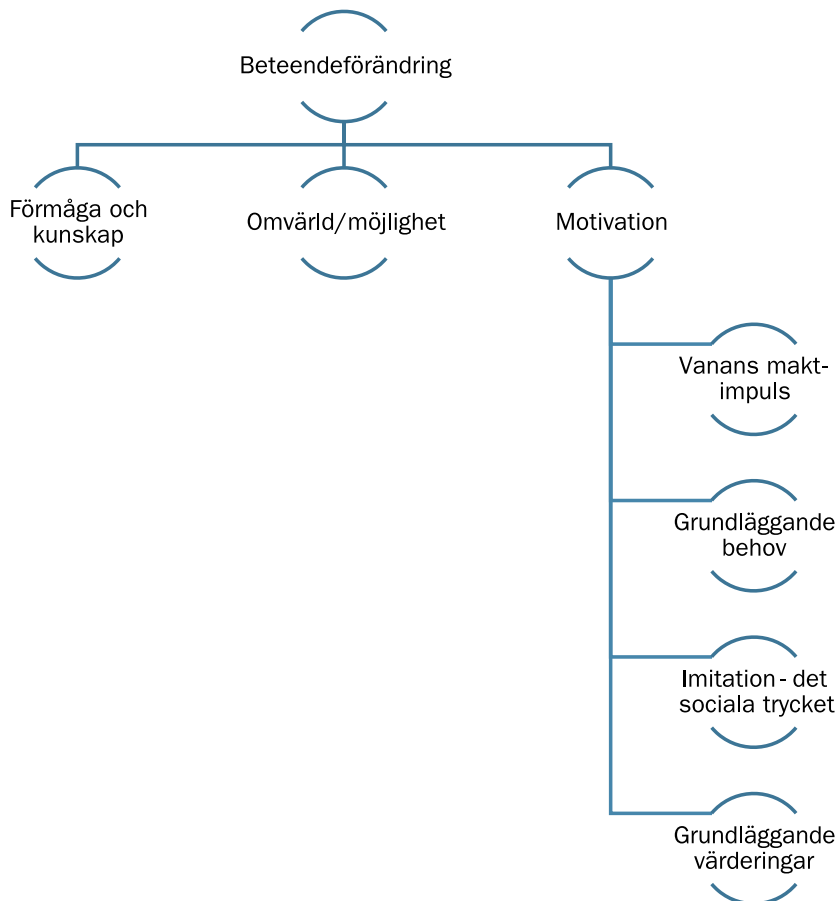 Beteendeförändring
Förmåga och
kunskap
Omvärld/möjlighet
Motivation
Vanans makt-
impuls
Grundläggande
behov
Imitation - det
sociala trycket
Grundläggande
värderingar